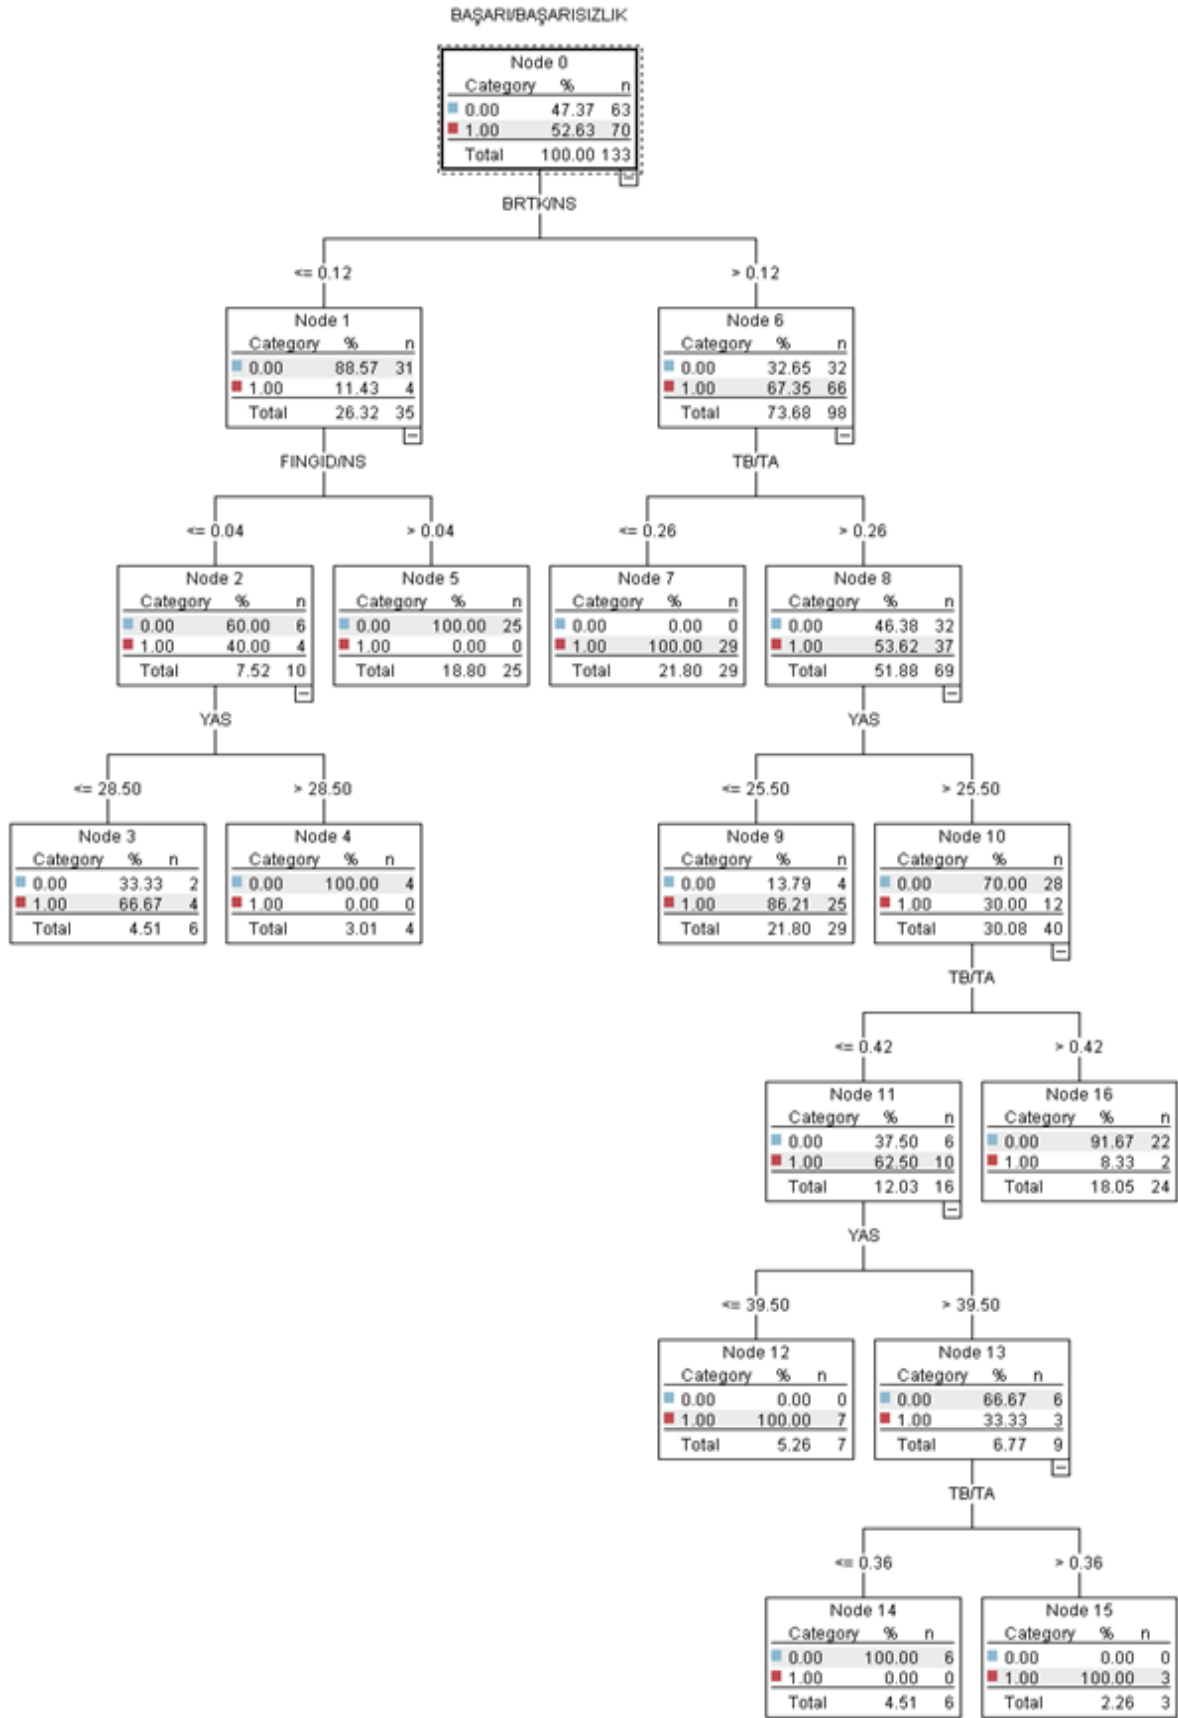 BAŞARI/BAŞARISIZLIK
Node 0
Category % n
0.00 47.37 63
1.00 52.63 70
Total 100.00 133
BRTK/NS
<= 0.12
> 0.12
Node 1
Category % n
0.00 88.57 31
1.00 11.43 4
Total 26.32 35
Node 6
Category % n
0.00 32.65 32
1.00 67.35 66
Total 73.68 98
FINGID/NS
TB/TA
<= 0.04
> 0.04
<= 0.26
> 0.26
Node 2
Category % n
0.00 60.00 6
1.00 40.00 4
Total 7.52 10
Node 5
Category % n
0.00 100.00 25
1.00 0.00 0
Total 18.80 25
Node 7
Category % n
0.00 0.00 0
1.00 100.00 29
Total 21.80 29
Node 8
Category % n
0.00 46.38 32
1.00 53.62 37
Total 51.88 69
YAS
YAS
<= 28.50
> 28.50
<= 25.50
> 25.50
Node 3
Category % n
0.00 33.33 2
1.00 66.67 4
Total 4.51 6
Node 4
Category % n
0.00 100.00 4
1.00 0.00 0
Total 3.01 4
Node 9
Category % n
0.00 13.79 4
1.00 86.21 25
Total 21.80 29
Node 10
Category % n
0.00 70.00 28
1.00 30.00 12
Total 30.08 40
TB/TA
<= 0.42
> 0.42
Node 11
Category % n
0.00 37.50 6
1.00 62.50 10
Total 12.03 16
Node 16
Category % n
0.00 91.67 22
1.00 8.33 2
Total 18.05 24
YAS
<= 39.50
> 39.50
Node 12
Category % n
0.00 0.00 0
1.00 100.00 7
Total 5.26 7
Node 13
Category % n
0.00 66.67 6
1.00 33.33 3
Total 6.77 9
TB/TA
<= 0.36
> 0.36
Node 14
Category % n
0.00 100.00 6
1.00 0.00 0
Total 4.51 6
Node 15
Category % n
0.00 0.00 0
1.00 100.00 3
Total 2.26 3